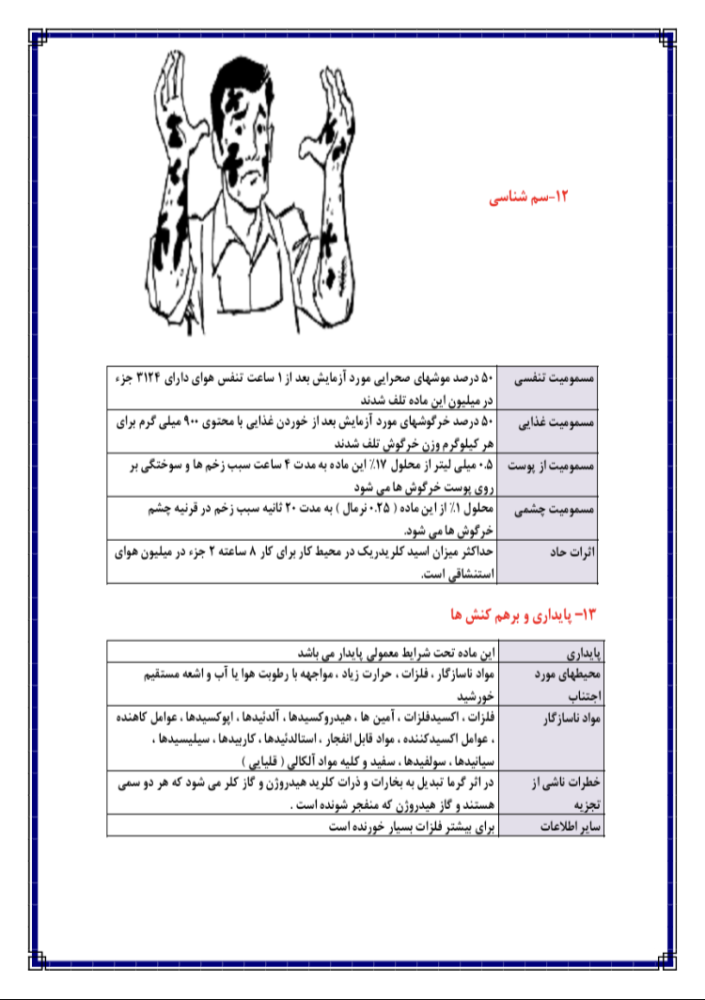 ۱۲-سم شناسی
مسمومیت تنفسی
۵۰ درصد موشهای صحرایی مورد آزمایش بعد از ۱ ساعت تنفس هوای دارای ۳۱۲۴ جزء
در میلیون این ماده تلف شدند
مسمومیت غذایی
۵۰ درصد خرگوشهای مورد آزمایش بعد از خوردن غذایی با محتوی ۹۰۰ میلی گرم برای
هر کیلوگرم وزن خرگوش تلف شدند
مسمومیت از پوست
۰.۵ میلی لیتر از محلول ۱۷٪ این ماده به مدت ۴ ساعت سبب زخم ها و سوختگی بر
روی پوست خرگوش ها می شود
مسمومیت چشمی
محلول ۱٪ از این ماده ( ۰.۲۵ نرمال ) به مدت ۲۰ ثانیه سبب زخم در قرنیه چشم
خرگوش ها می شود.
اثرات حاد
حداکثر میزان اسید کلریدریک در محیط کار برای کار ۸ ساعته ۲ جزء در میلیون هوای
استنشاقی است.
۱۳- پایداری و برهم کنش ها
پایداری
این ماده تحت شرایط معمولی پایدار می باشد
محیطهای مورد
اجتناب
مواد ناسازگار ، فلزات ، حرارت زیاد ، مواجهه با رطوبت هوا یا آب و اشعه مستقیم
خورشید
مواد ناسازگار
فلزات ، اکسیدفلزات ، آمین ها ، هیدروکسیدها ، آلدئیدها ، اپوکسیدها ، عوامل کاهنده
، عوامل اکسیدکننده ، مواد قابل انفجار ، استالدئیدها ، کاربیدها ، سیلیسیدها ،
سیانیدها ، سولفیدها ، سفید و کلیه مواد آلکالی ( قلیایی )
خطرات ناشی از
تجزیه
در اثر گرما تبدیل به بخارات و ذرات کلرید هیدروژن و گاز کلر می شود که هر دو سمی
هستند و گاز هیدروژن که منفجر شونده است .
سایر اطلاعات
برای بیشتر فلزات بسیار خورنده است